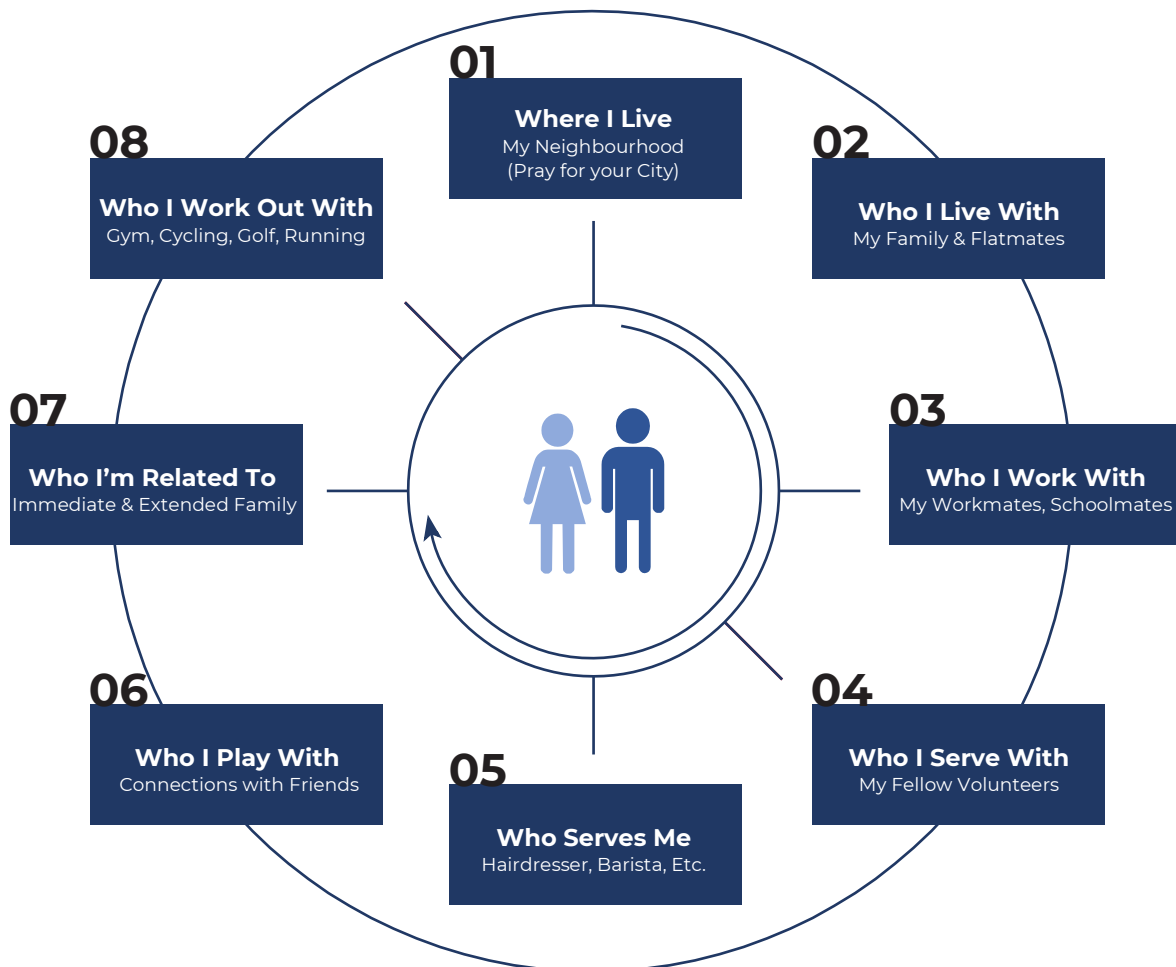 01
Where I Live
My Neighbourhood
(Pray for your City)
02
Who I Live With
My Family & Flatmates
03
Who I Work With
My Workmates, Schoolmates
04
Who I Serve With
My Fellow Volunteers
05
Who Serves Me
Hairdresser, Barista, Etc.
06
Who I Play With
Connections with Friends
07
Who I’m Related To
Immediate & Extended Family
08
Who I Work Out With
Gym, Cycling, Golf, Running